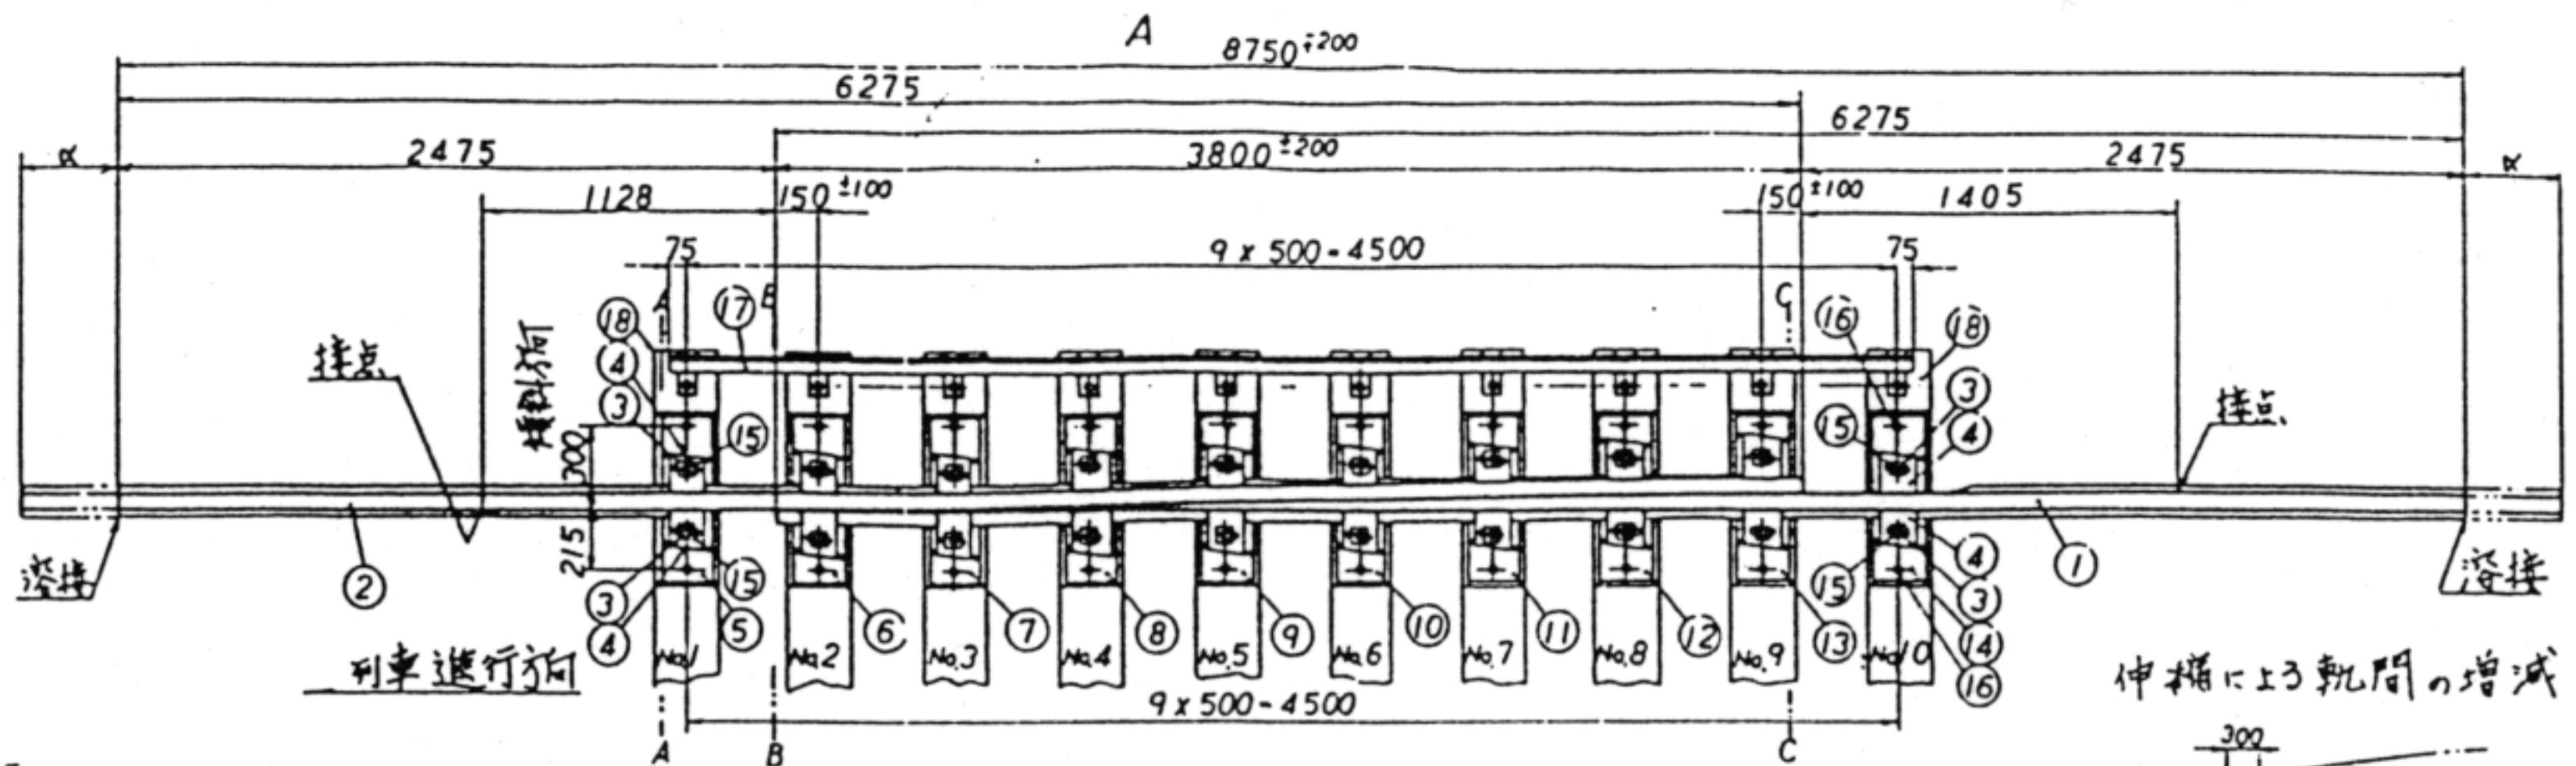 A
8750±200
6275
6275
α 2475 3800±200 2475 α
1128 150±100 150±100 1405
75 9×500-4500 75
A 17 B C 16 18
18
接点
4 3
3 15 15 4
接点
300
215
溶接 2 3 15 15 4 1 溶接
4 5 6 7 8 9 10 11 12 13 3 14 16
No.1 No.2 No.3 No.4 No.5 No.6 No.7 No.8 No.9 No.10
列車進行方向
伸縮による軌間の増減
9×500-4500
A B C
300